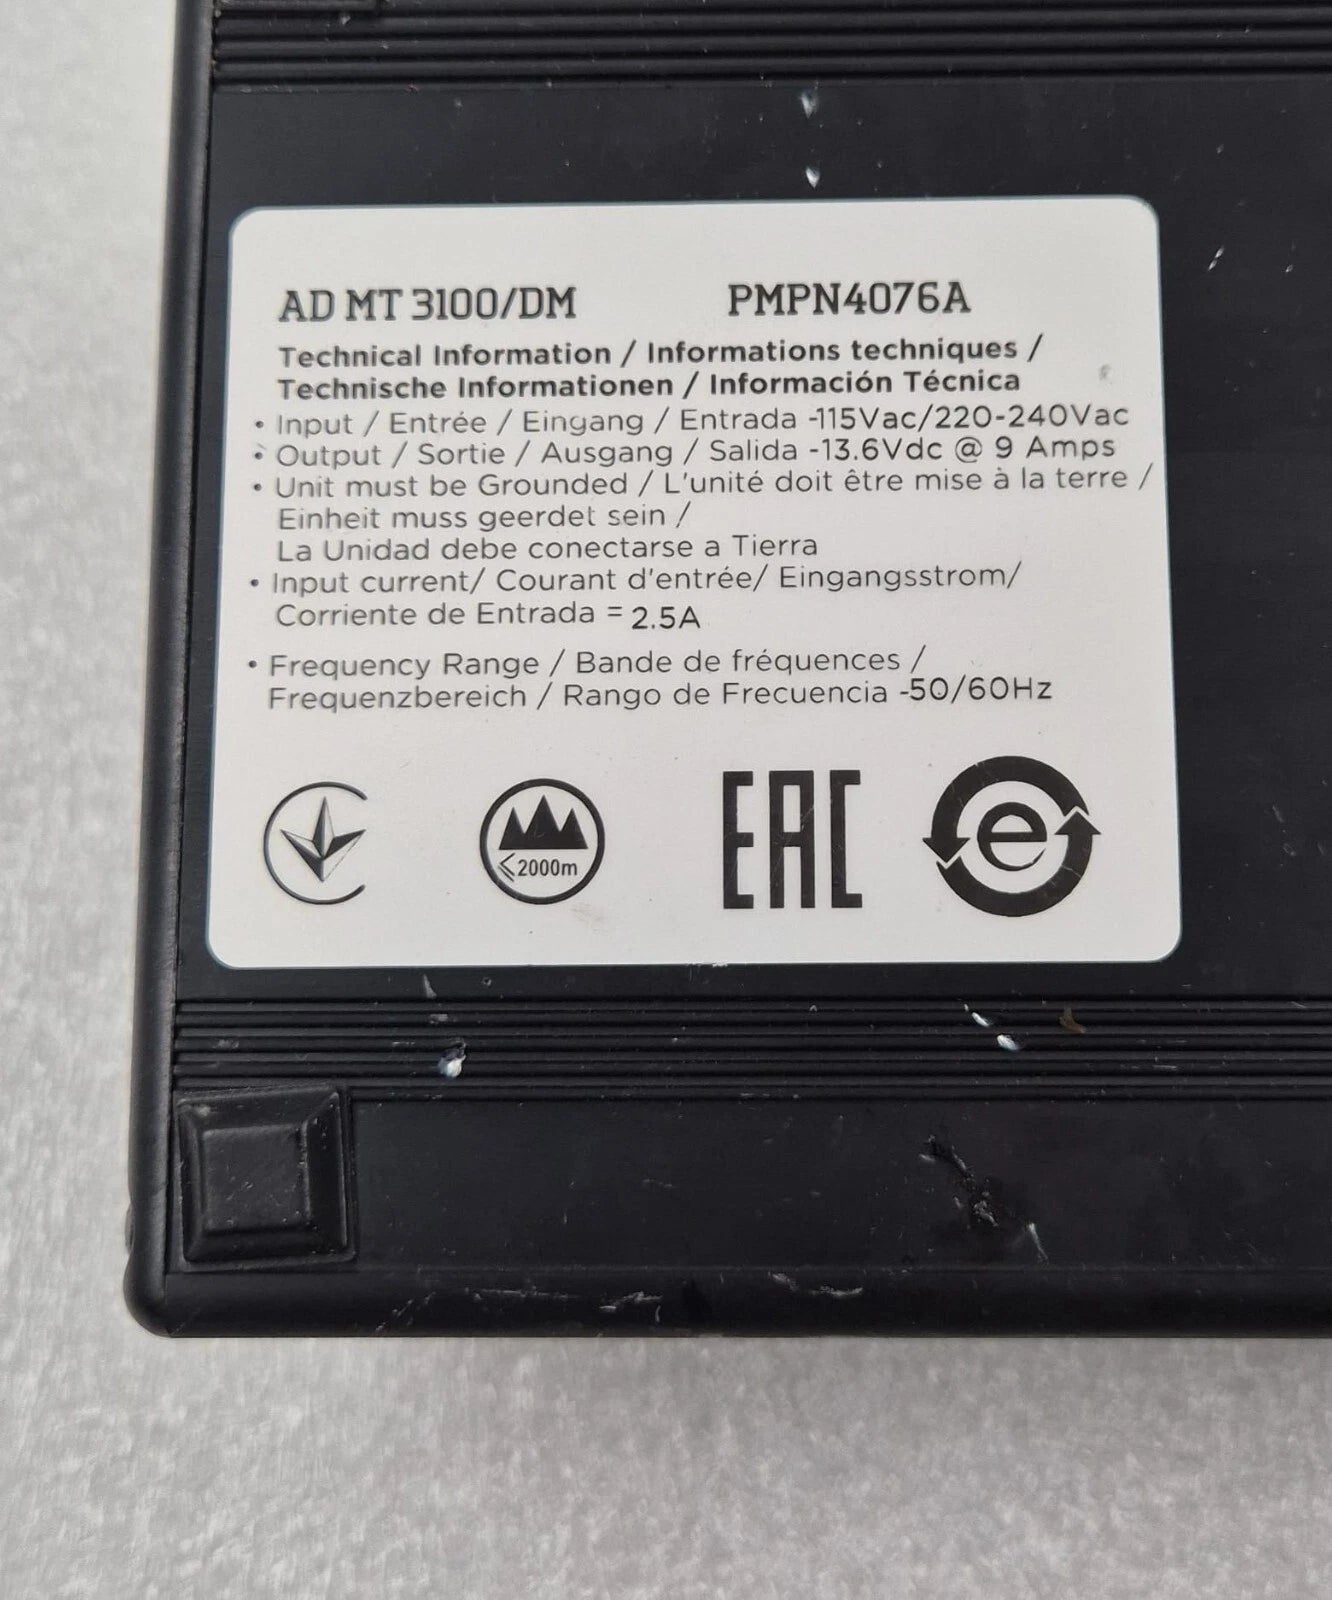 AD MT 3100/DM PMPN4076A
Technical Information / Informations techniques /
Technische Informationen / Información Técnica
• Input / Entrée / Eingang / Entrada -115Vac/220-240Vac
• Output / Sortie / Ausgang / Salida -13.6Vdc @ 9 Amps
• Unit must be Grounded / L'unité doit être mise à la terre /
Einheit muss geerdet sein /
La Unidad debe conectarse a Tierra
• Input current/ Courant d'entrée/ Eingangsstrom/
Corriente de Entrada = 2.5A
• Frequency Range / Bande de fréquences /
Frequenzbereich / Rango de Frecuencia -50/60Hz
≤2000m EAC e